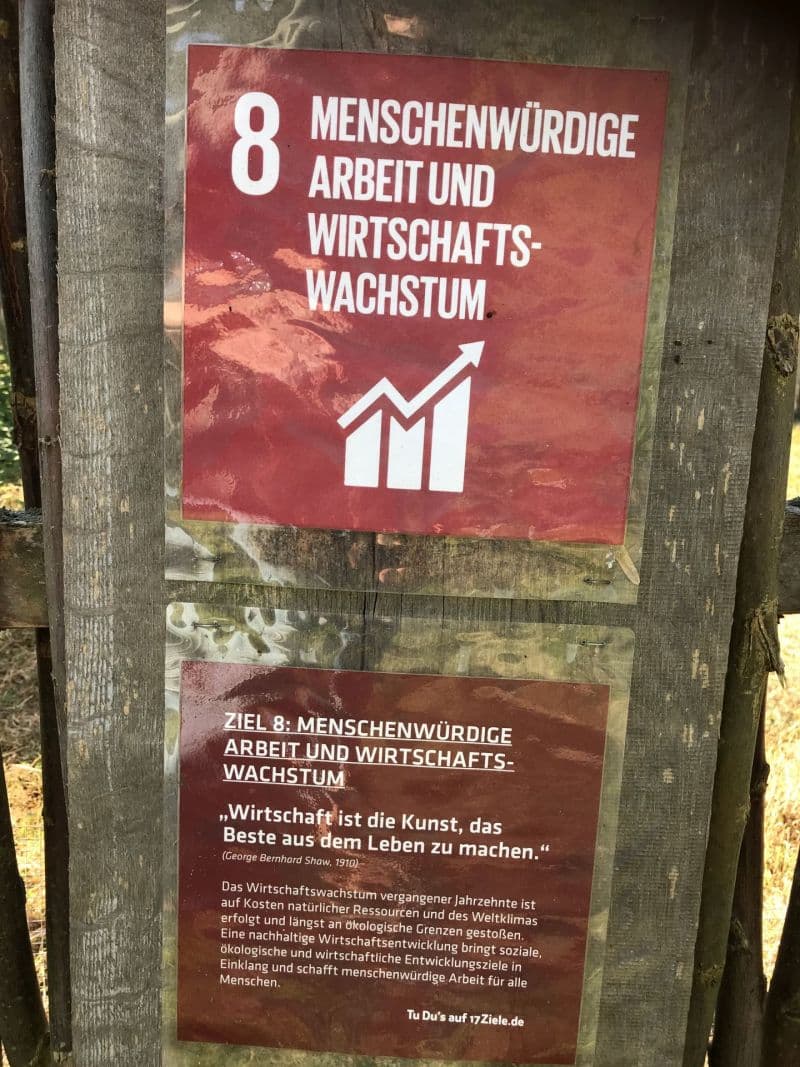 8 MENSCHENWÜRDIGE
ARBEIT UND
WIRTSCHAFTS-
WACHSTUM
ZIEL 8: MENSCHENWÜRDIGE
ARBEIT UND WIRTSCHAFTS-
WACHSTUM
„Wirtschaft ist die Kunst, das
Beste aus dem Leben zu machen.“
(George Bernhard Shaw, 1910)
Das Wirtschaftswachstum vergangener Jahrzehnte ist
auf Kosten natürlicher Ressourcen und des Weltklimas
erfolgt und längst an ökologische Grenzen gestoßen.
Eine nachhaltige Wirtschaftsentwicklung bringt soziale,
ökologische und wirtschaftliche Entwicklungsziele in
Einklang und schafft menschenwürdige Arbeit für alle
Menschen.
Tu Du's auf 17Ziele.de